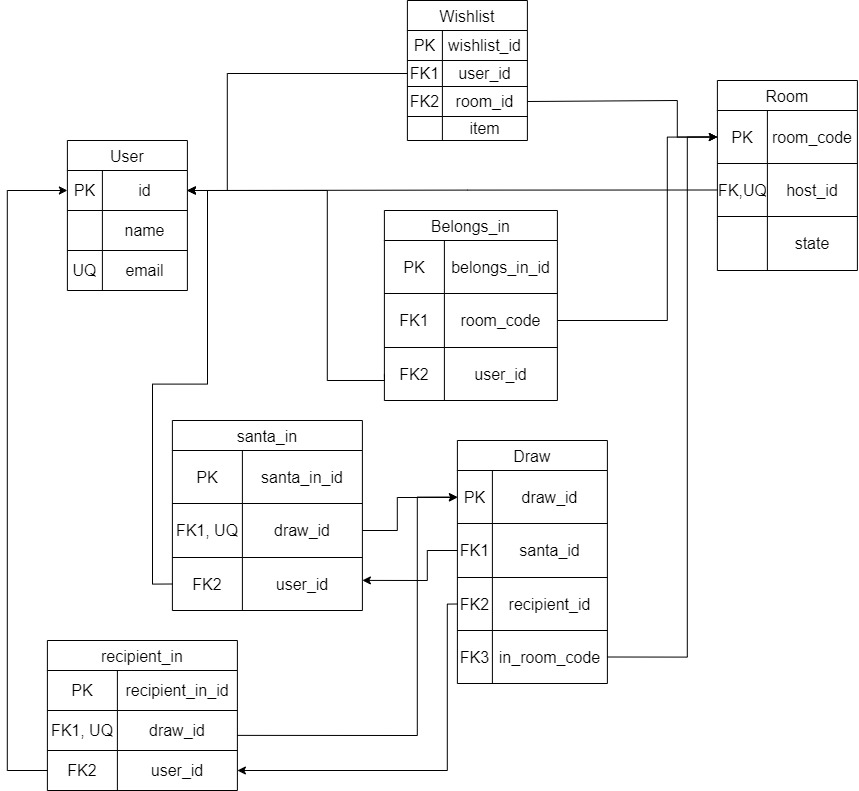 Wishlist
PK wishlist_id
FK1 user_id
FK2 room_id
item
Room
PK room_code
FK,UQ host_id
state
User
PK id
name
UQ email
Belongs_in
PK belongs_in_id
FK1 room_code
FK2 user_id
santa_in
PK santa_in_id
FK1, UQ draw_id
FK2 user_id
Draw
PK draw_id
FK1 santa_id
FK2 recipient_id
FK3 in_room_code
recipient_in
PK recipient_in_id
FK1, UQ draw_id
FK2 user_id